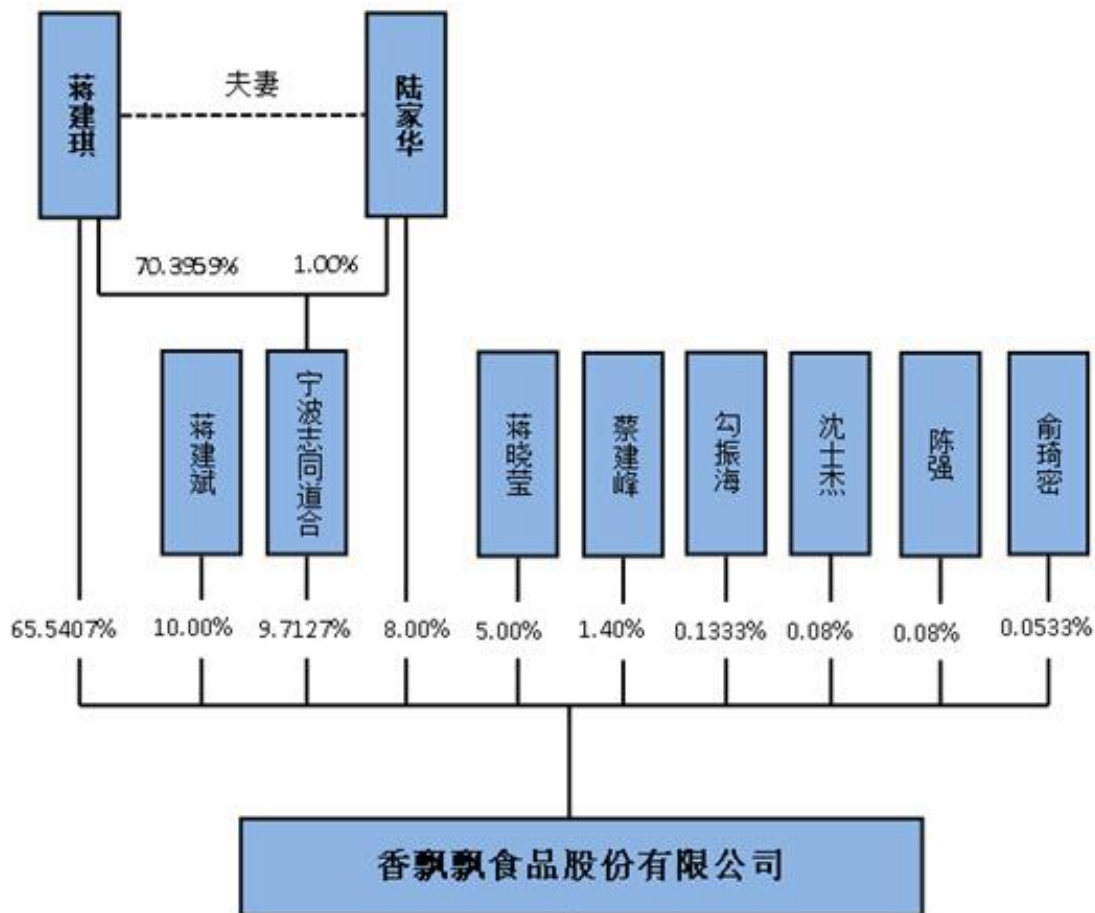 蒋建琪
夫妻
陆家华
70.3959%
1.00%
蒋建斌
宁波志同道合
蒋晓莹
蔡建峰
勾振海
沈士杰
陈强
俞琦密
65.5407%
10.00%
9.7127%
8.00%
5.00%
1.40%
0.1333%
0.08%
0.08%
0.0533%
香飘飘食品股份有限公司